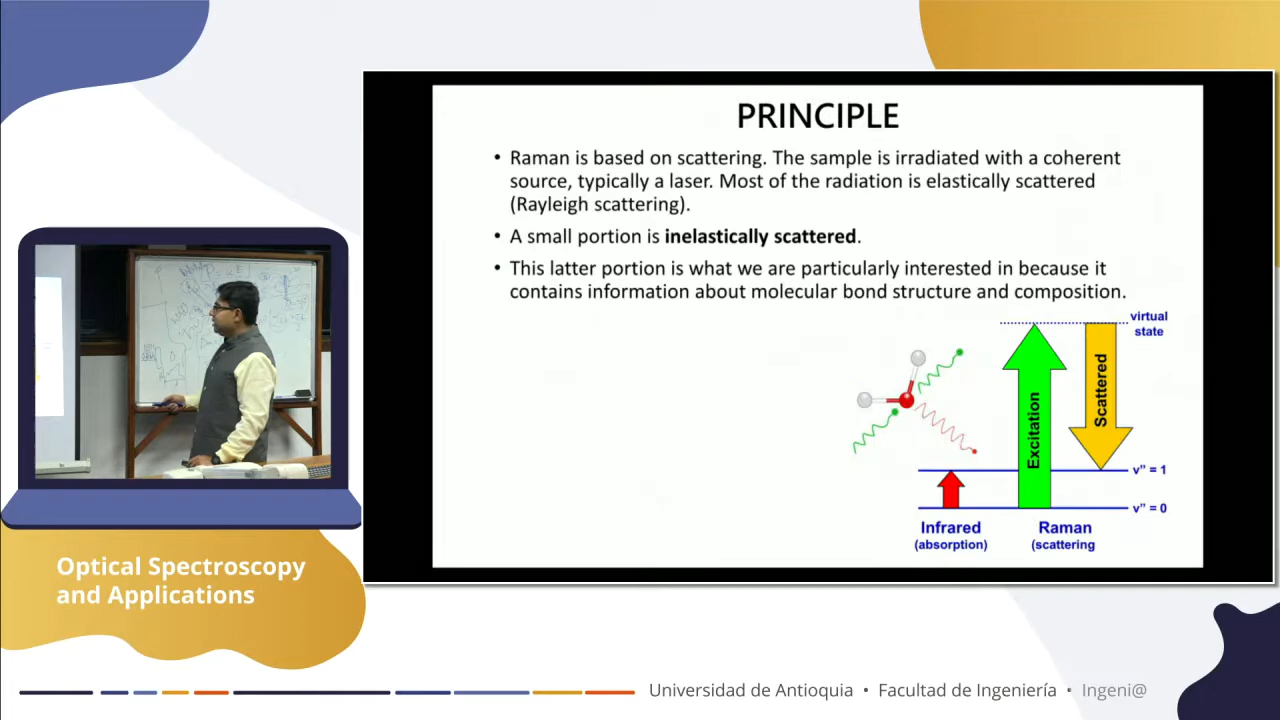 PRINCIPLE
• Raman is based on scattering. The sample is irradiated with a coherent
source, typically a laser. Most of the radiation is elastically scattered
(Rayleigh scattering).
• A small portion is inelastically scattered.
• This latter portion is what we are particularly interested in because it
contains information about molecular bond structure and composition.
virtual
state
Excitation
Scattered
v" = 1
v" = 0
Infrared
(absorption)
Raman
(scattering
Optical Spectroscopy
and Applications
Universidad de Antioquia • Facultad de Ingeniería • Ingeni@